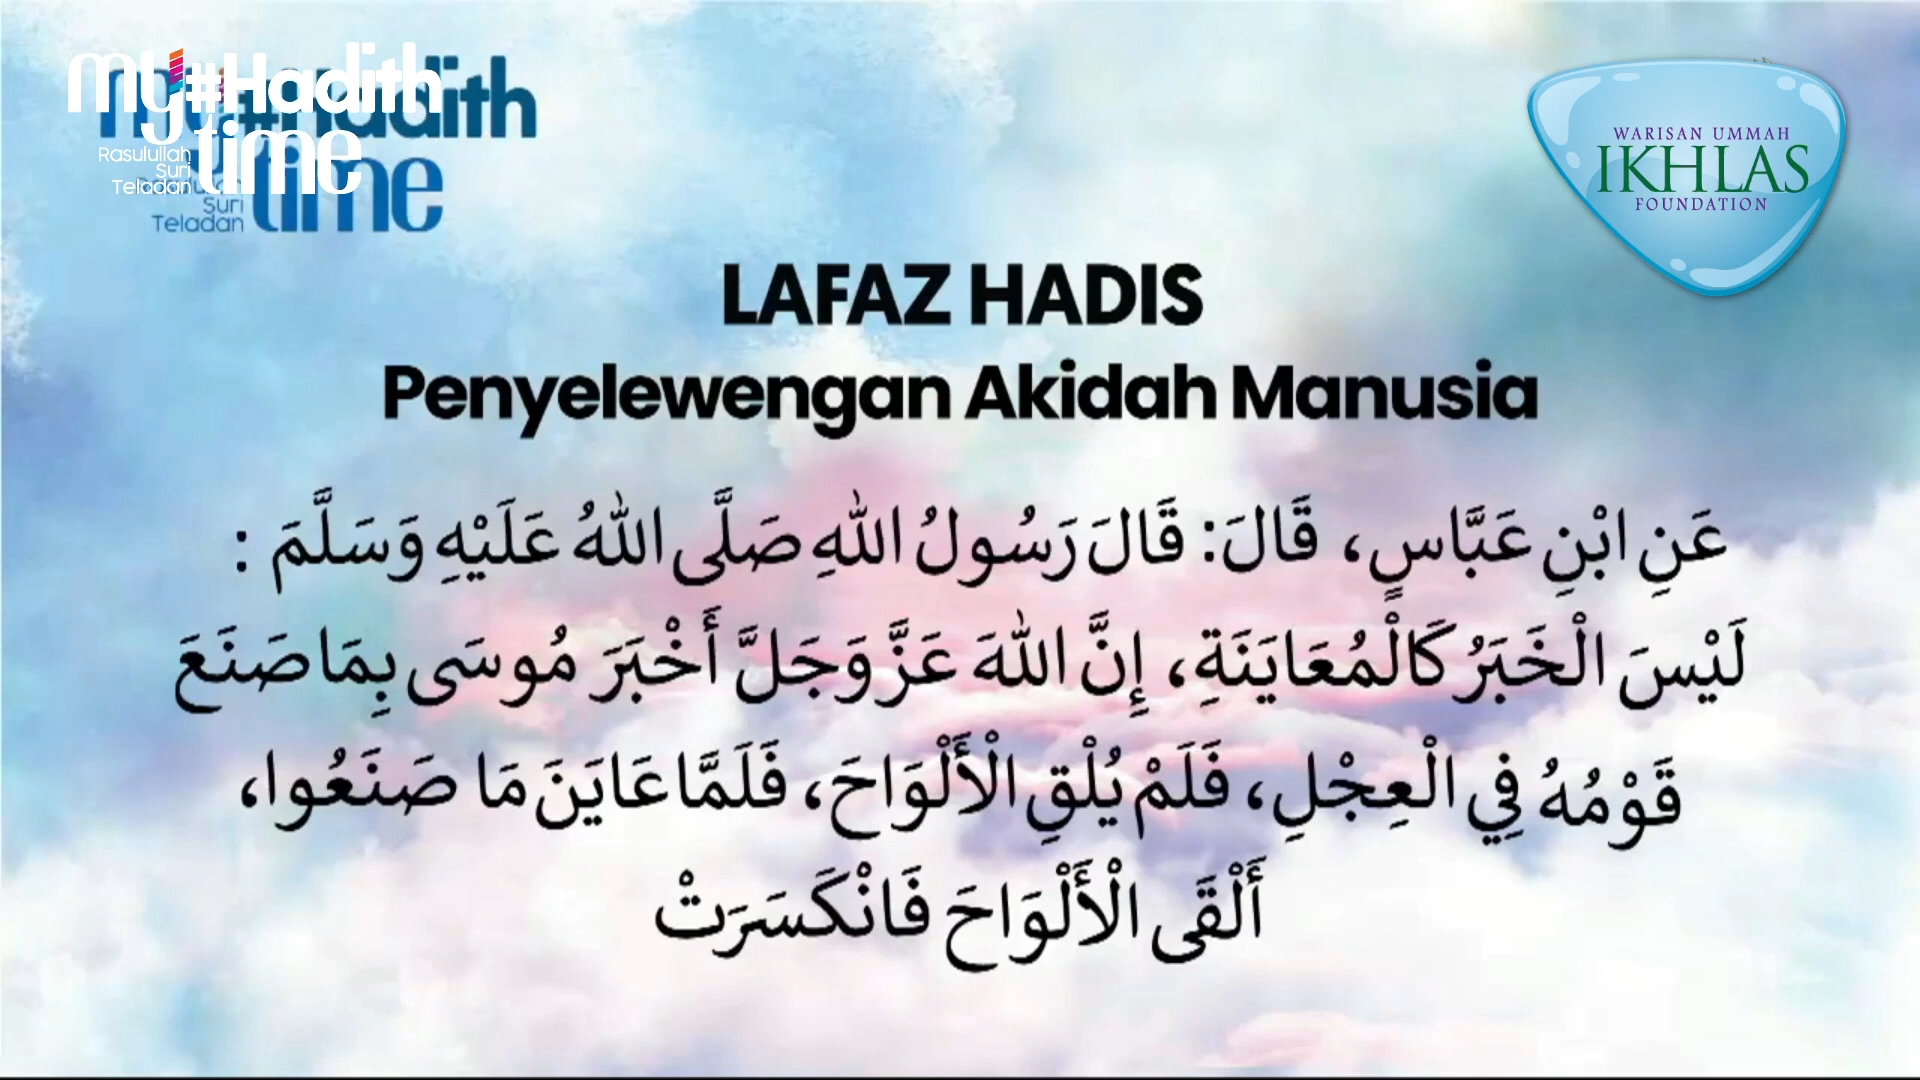 my#Hadith
time
Rasulullah
Suri
Teladan
WARISAN UMMAH
IKHLAS
FOUNDATION
LAFAZ HADIS
Penyelewengan Akidah Manusia
عَنِ ابْنِ عَبَّاسٍ، قَالَ: قَالَ رَسُولُ اللهِ صَلَّى اللهُ عَلَيْهِ وَسَلَّمَ :
لَيْسَ الْخَبَرُ كَالْمُعَايَنَةِ، إِنَّ اللهَ عَزَّ وَجَلَّ أَخْبَرَ مُوسَى بِمَا صَنَعَ
قَوْمُهُ فِي الْعِجْلِ، فَلَمْ يُلْقِ الْأَلْوَاحَ، فَلَمَّا عَايَنَ مَا صَنَعُوا،
أَلْقَى الْأَلْوَاحَ فَانْكَسَرَتْ